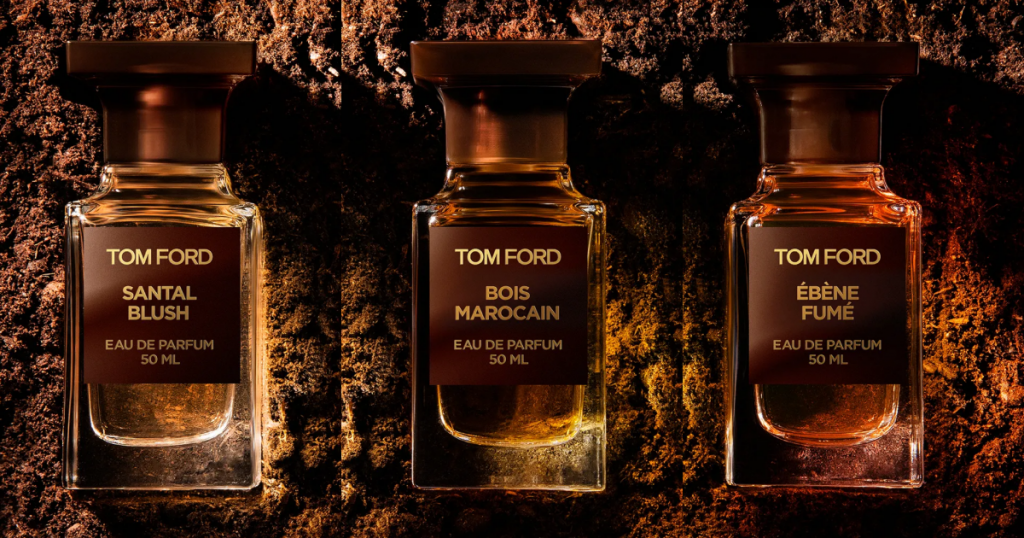 TOM FORD
SANTAL
BLUSH
EAU DE PARFUM
50 ML
TOM FORD
BOIS
MAROCAIN
EAU DE PARFUM
50 ML
TOM FORD
ÉBÈNE
FUMÉ
EAU DE PARFUM
50 ML